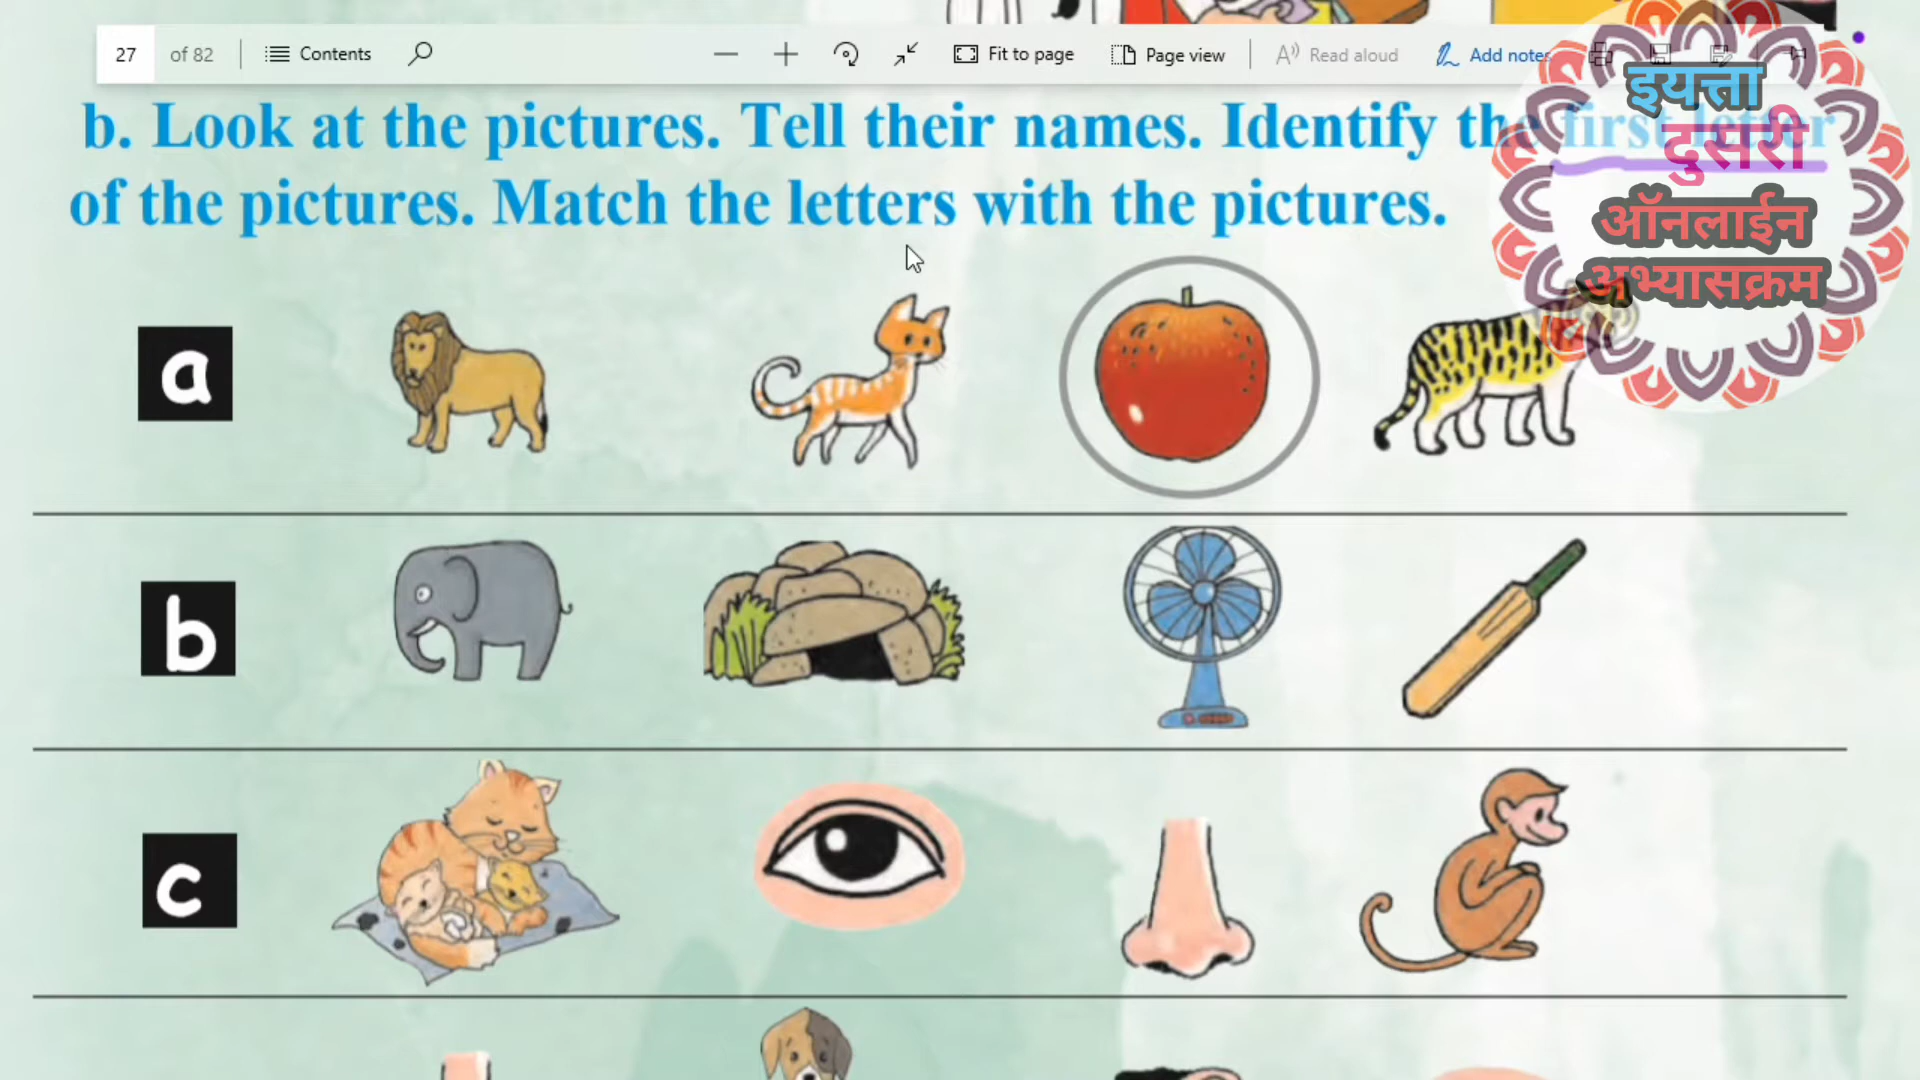 27 of 82 Contents Fit to page Page view Read aloud Add notes
b. Look at the pictures. Tell their names. Identify the first letter
of the pictures. Match the letters with the pictures.
इयत्ता
दुसरी
ऑनलाईन
अभ्यासक्रम
a
b
c